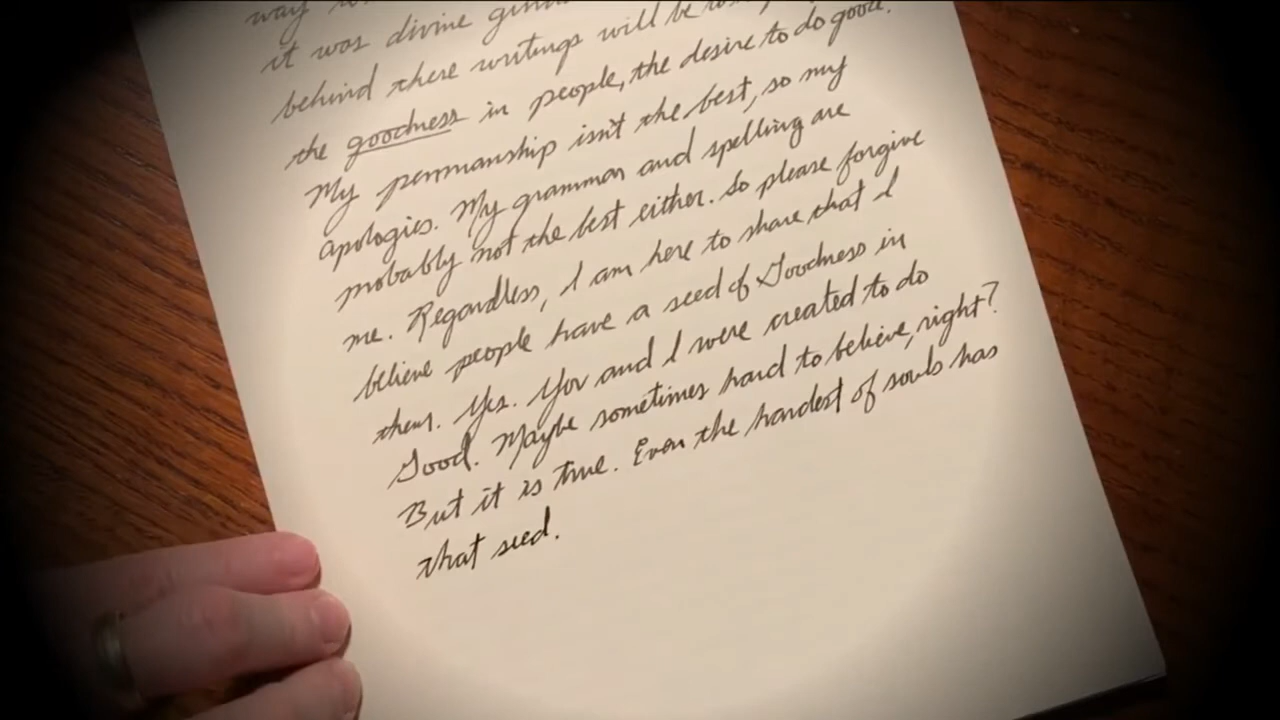 way
it was divine
behind these writings will be
the goodness in people, the desire to do good.
My penmanship isn't the best, so my
apologies. My grammar and spelling are
probably not the best either. So please forgive
me. Regardless, I am here to share that I
believe people have a seed of Goodness in
them. Yes. You and I were created to do
Good. Maybe sometimes hard to believe, right?
But it is true. Even the hardest of souls has
that seed.